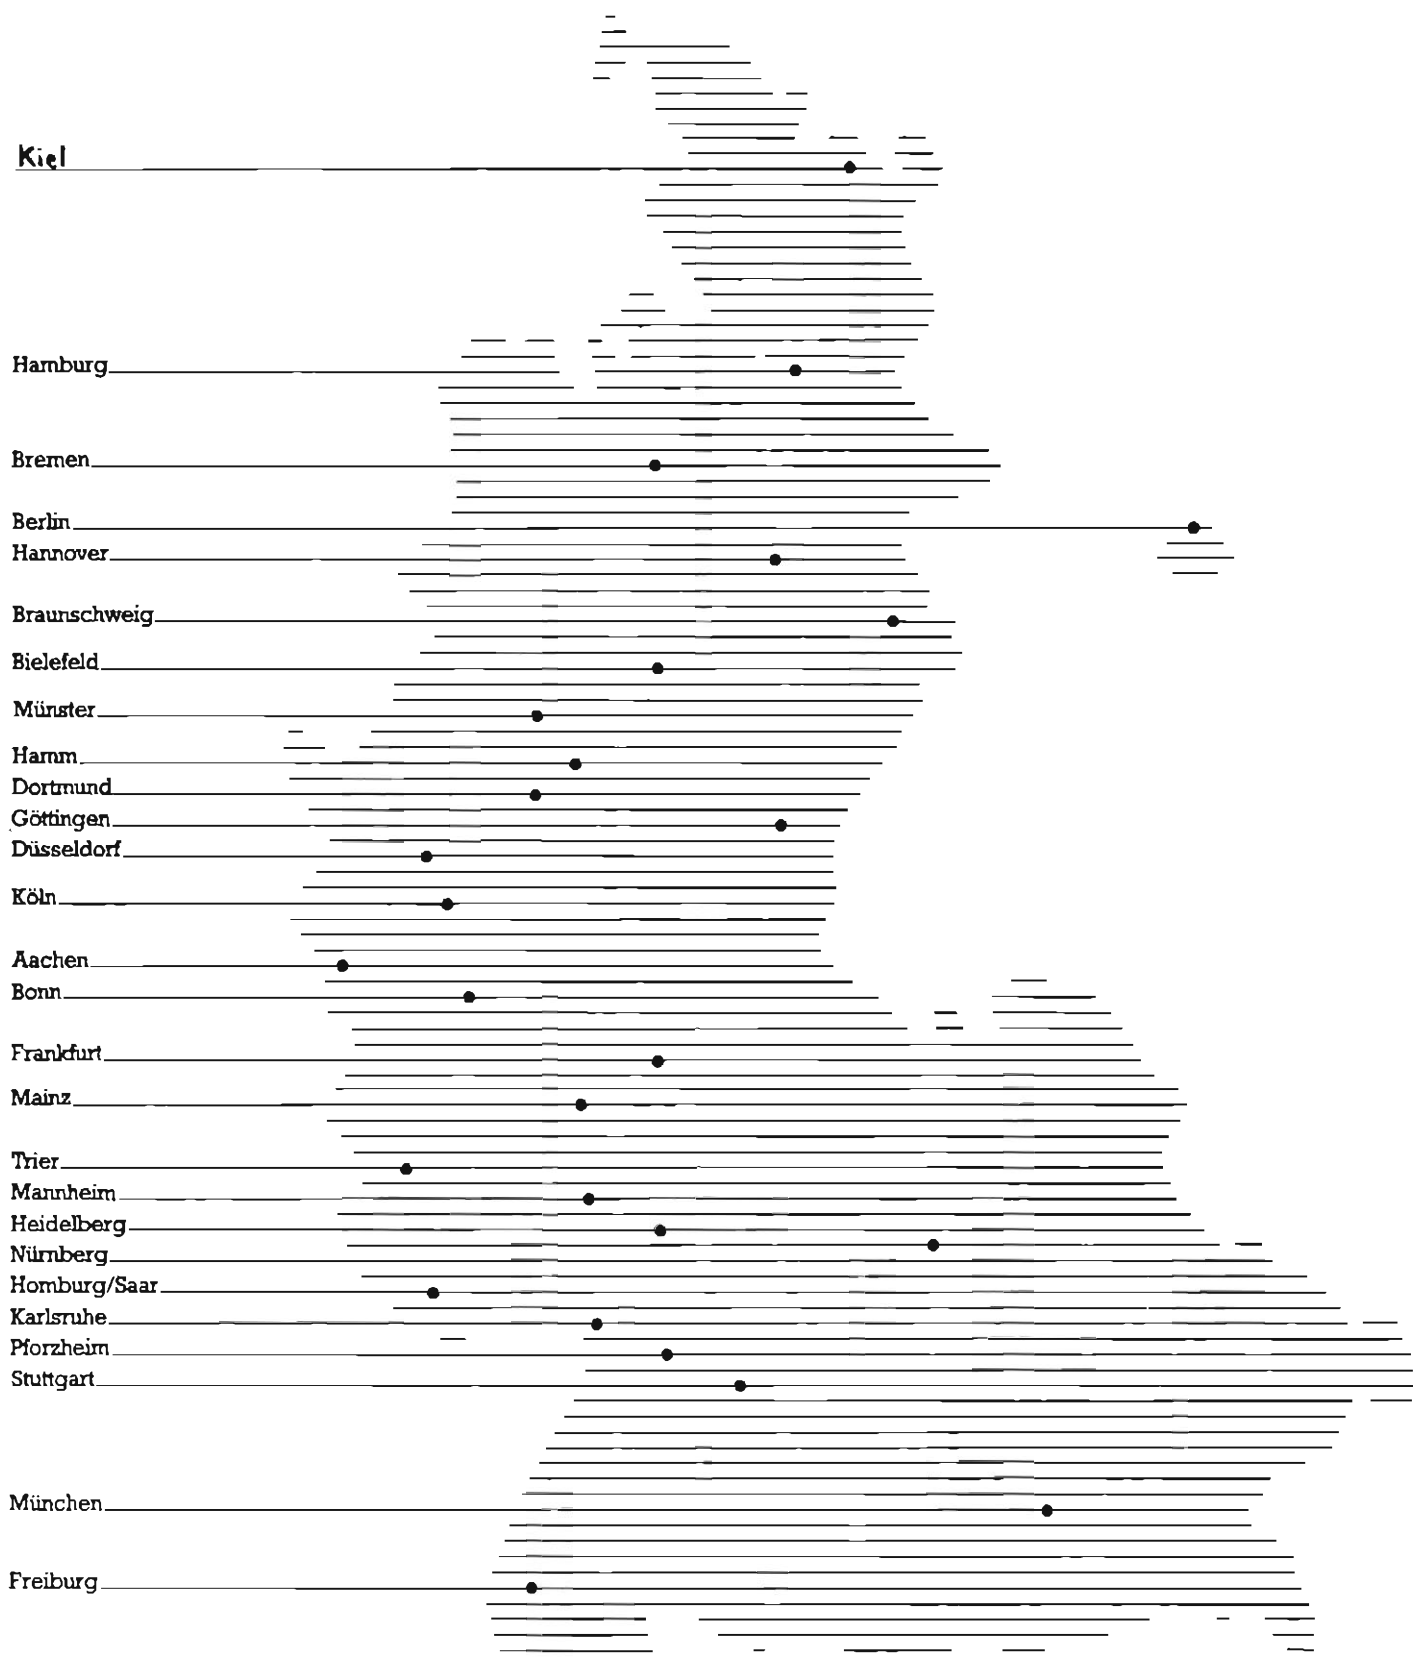 Kiel
Hamburg
Bremen
Berlin
Hannover
Braunschweig
Bielefeld
Münster
Hamm
Dortmund
Göttingen
Düsseldorf
Köln
Aachen
Bonn
Frankfurt
Mainz
Trier
Mannheim
Heidelberg
Nürnberg
Homburg/Saar
Karlsruhe
Pforzheim
Stuttgart
München
Freiburg